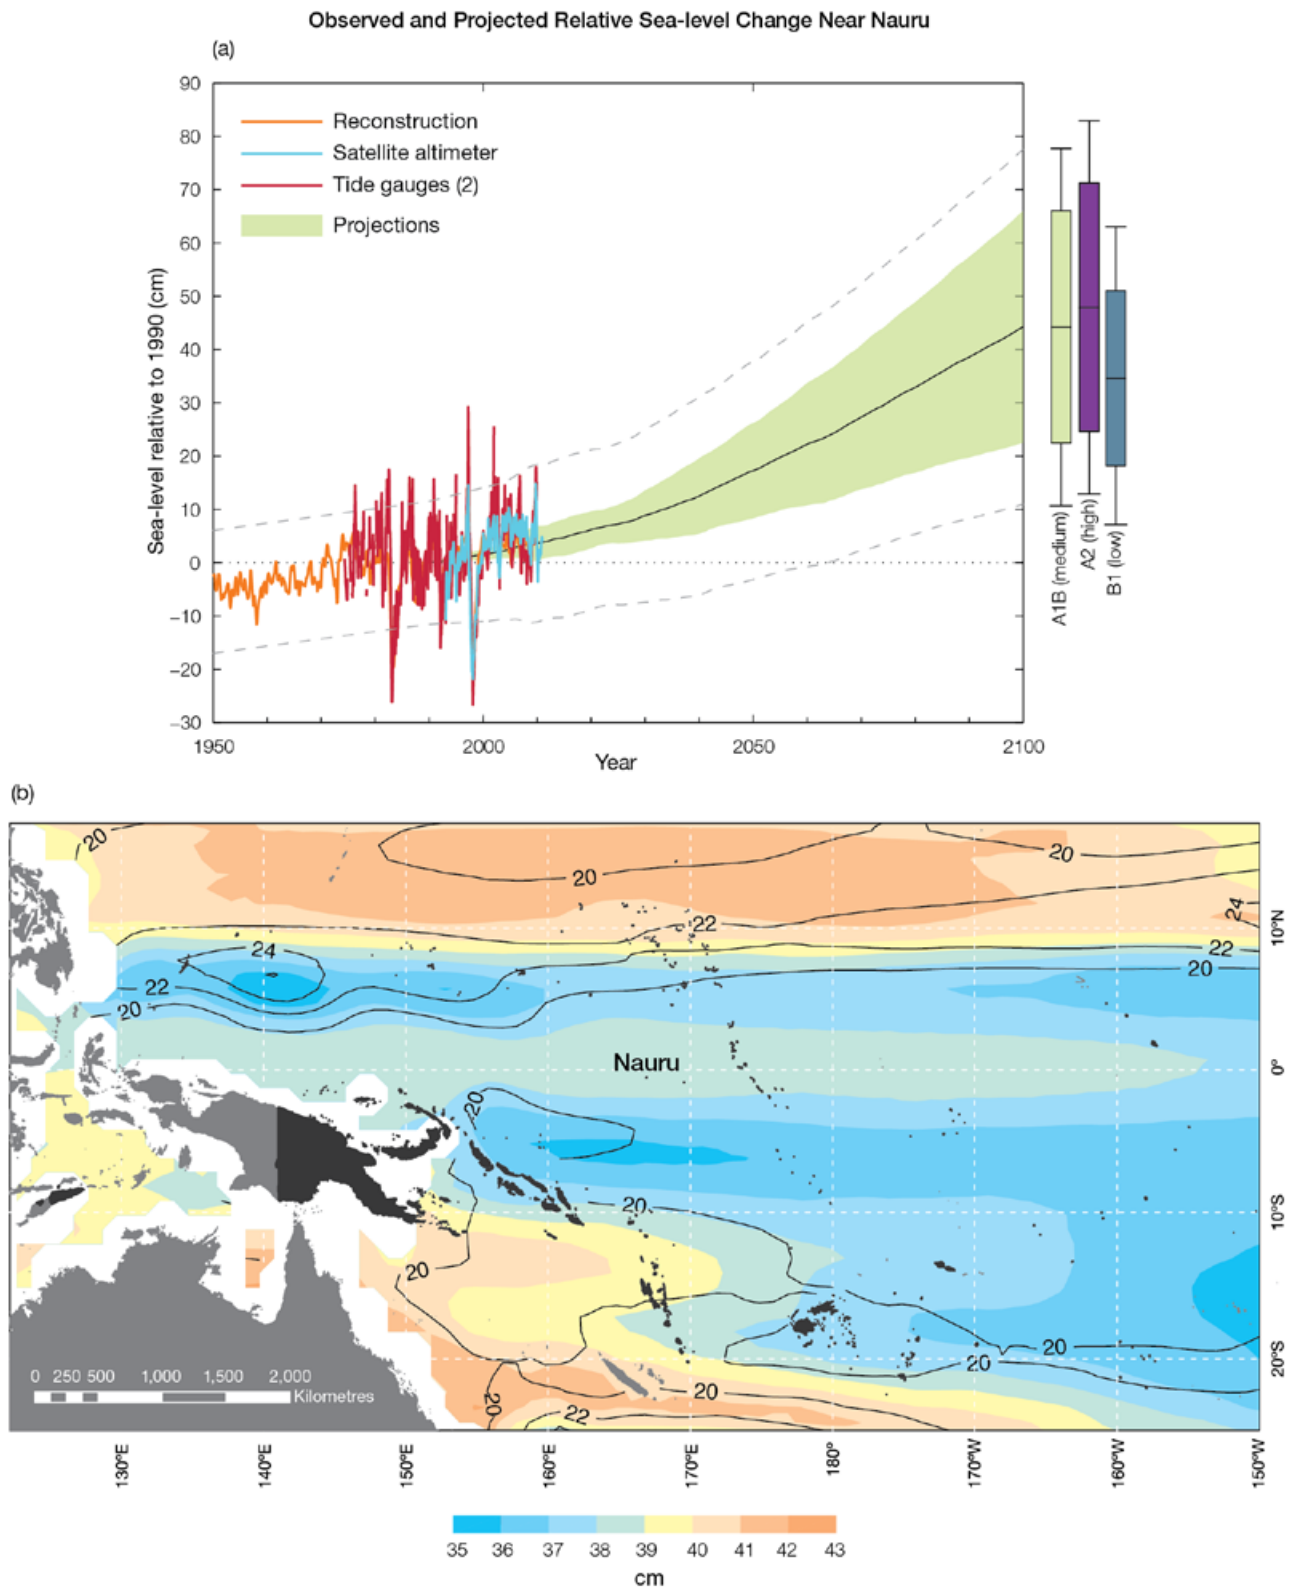 Observed and Projected Relative Sea-level Change Near Nauru
(a)
90
80
70
60
50
40
30
20
10
0
−10
−20
−30
Sea-level relative to 1990 (cm)
Reconstruction
Satellite altimeter
Tide gauges (2)
Projections
1950
2000
2050
2100
Year
A1B (medium)
A2 (high)
B1 (low)
(b)
20
20
20
24
22
10°N
24
22
22
20
20
Nauru
0°
20
20
10°S
20
20
20
20°S
20
20
22
0 250 500 1,000 1,500 2,000
Kilometres
130°E
140°E
150°E
160°E
170°E
180°
170°W
160°W
150°W
35 36 37 38 39 40 41 42 43
cm